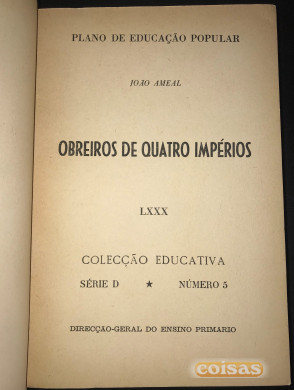 PLANO DE EDUCAÇÃO POPULAR
JOÃO AMEAL
OBREIROS DE QUATRO IMPÉRIOS
LXXX
COLECÇÃO EDUCATIVA
SÉRIE D ★ NÚMERO 5
DIRECÇÃO-GERAL DO ENSINO PRIMARIO
coisas